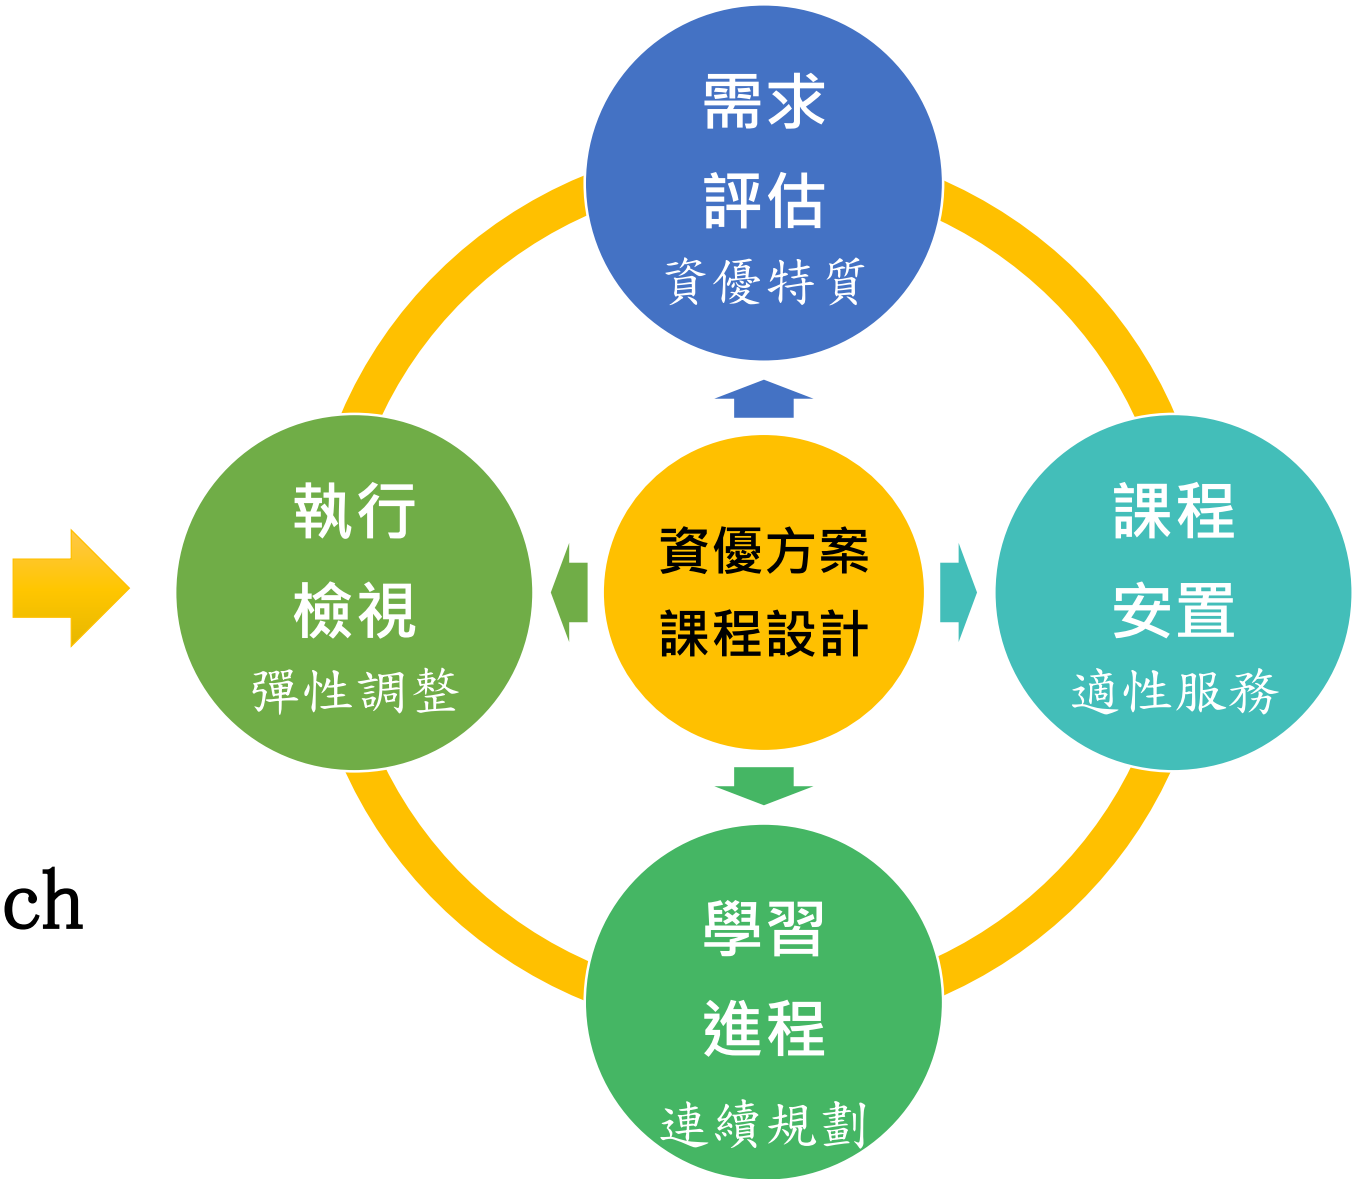 需求
評估
資優特質
執行
檢視
彈性調整
資優方案
課程設計
課程
安置
適性服務
ch
學習
進程
連續規劃